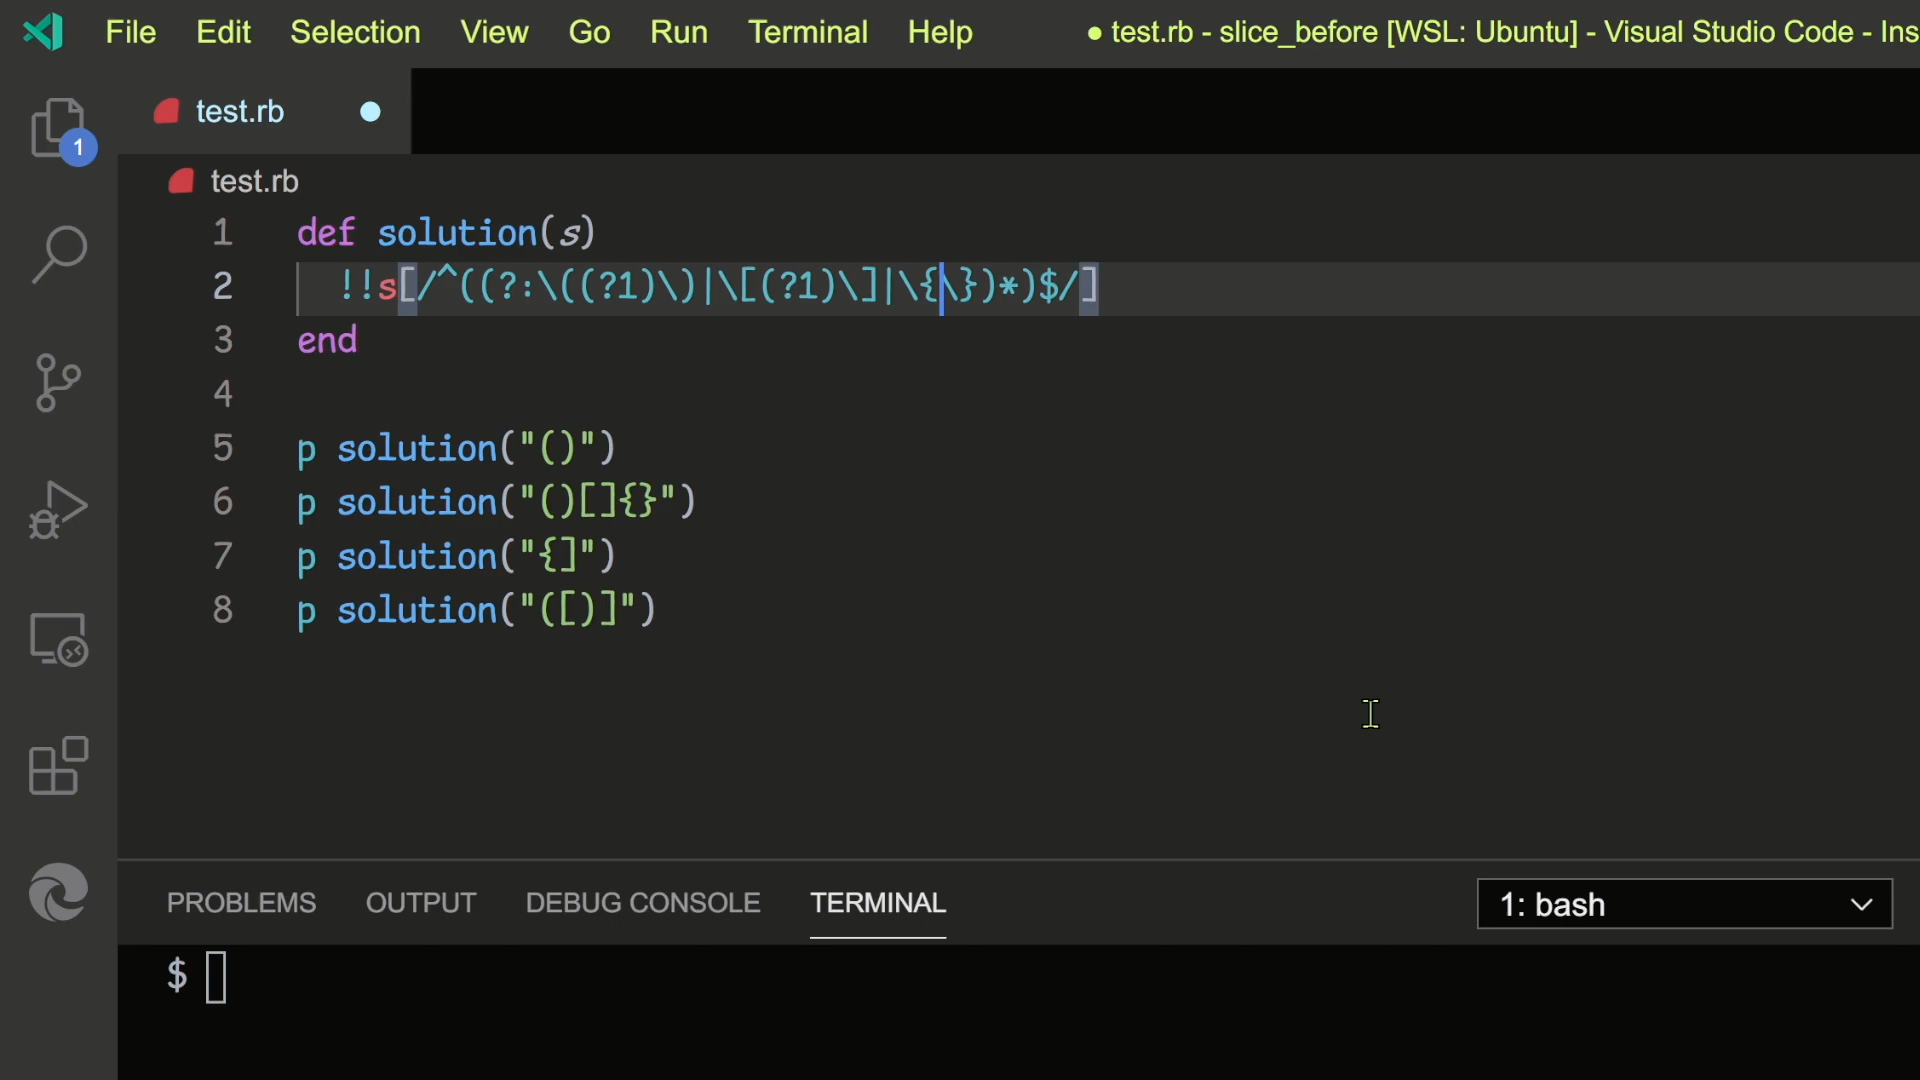 File Edit Selection View Go Run Terminal Help ● test.rb - slice_before [WSL: Ubuntu] - Visual Studio Code - Ins
test.rb
1
test.rb
1 def solution(s)
2 !!s[/^((?:\((?1)\)|\[(?1)\]|\{\})*)$/]
3 end
4
5 p solution("()")
6 p solution("()[]{}")
7 p solution("{]")
8 p solution("([)]")
PROBLEMS OUTPUT DEBUG CONSOLE TERMINAL 1: bash
$